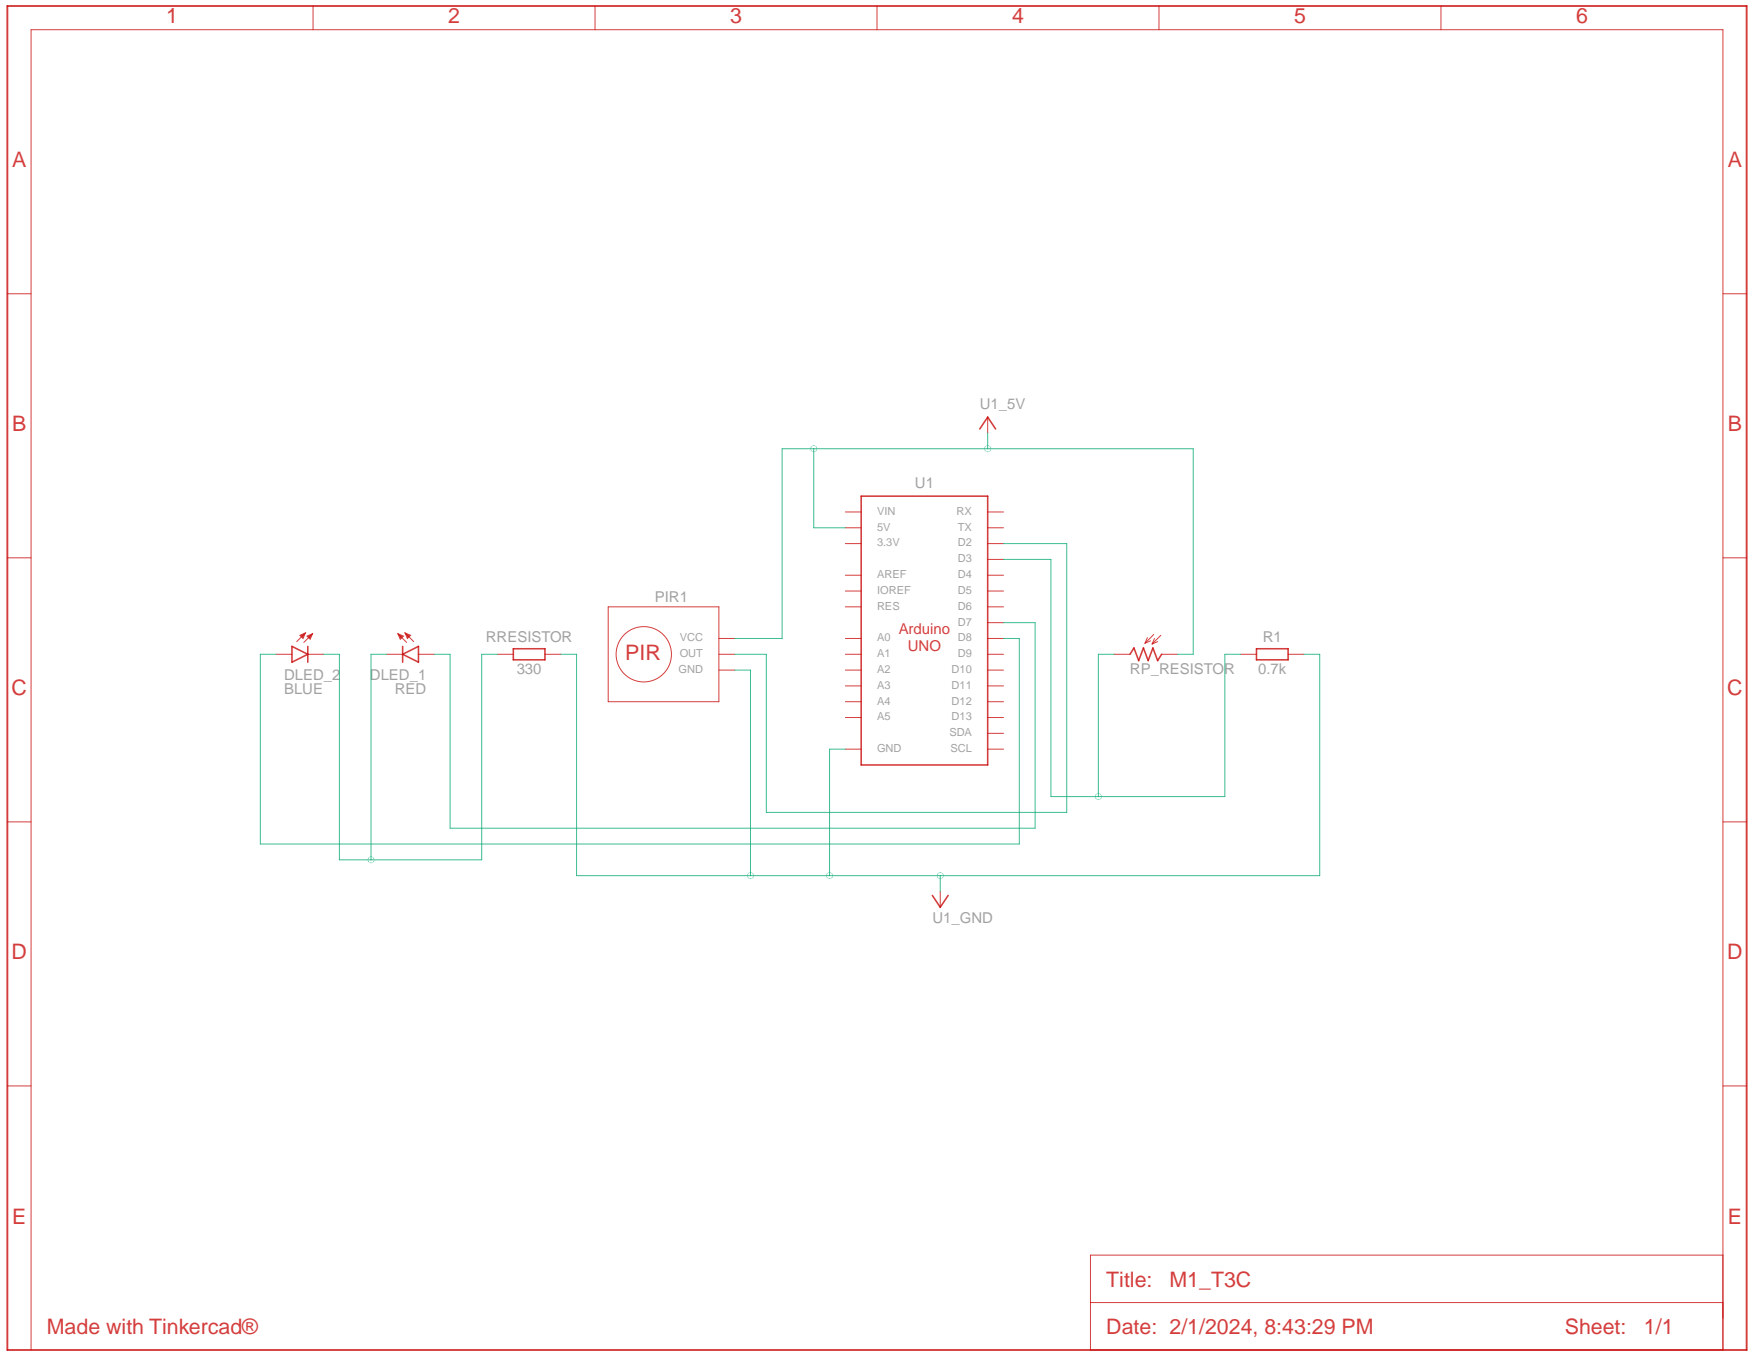 1 2 3 4 5 6
A A
B B
C C
D D
E E
U1_5V
U1
VIN RX
5V TX
3.3V D2
D3
AREF D4
IOREF D5
RES D6
D7
A0 D8
A1 D9
A2 D10
A3 D11
A4 D12
A5 D13
SDA
GND SCL
Arduino
UNO
PIR1
PIR
VCC
OUT
GND
DLED_2
BLUE
DLED_1
RED
RRESISTOR
330
RP_RESISTOR
R1
0.7k
U1_GND
Title: M1_T3C
Date: 2/1/2024, 8:43:29 PM Sheet: 1/1
Made with Tinkercad®